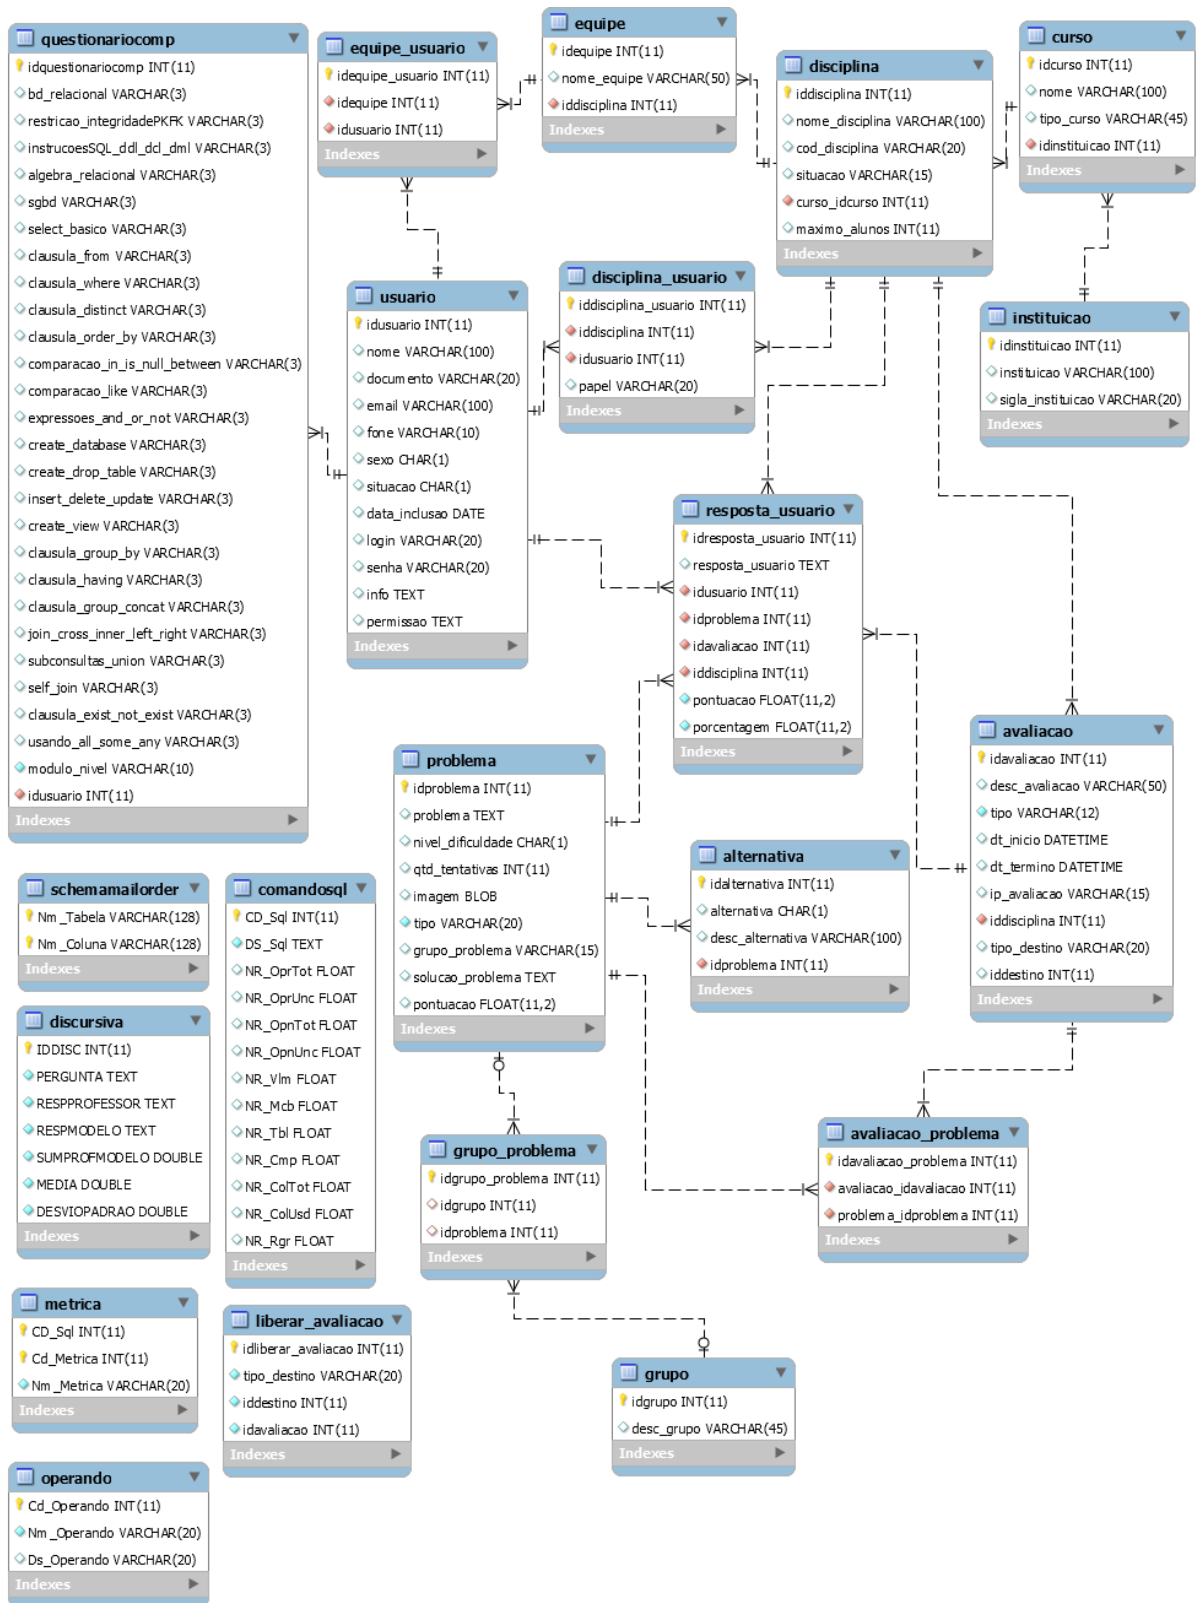 questionariocomp
idquestionariocomp INT(11)
bd_relacional VARCHAR(3)
restricao_integridadePKFK VARCHAR(3)
instrucoesSQL_ddl_dcl_dml VARCHAR(3)
algebra_relacional VARCHAR(3)
sgbd VARCHAR(3)
select_basico VARCHAR(3)
clausula_from VARCHAR(3)
clausula_where VARCHAR(3)
clausula_distinct VARCHAR(3)
clausula_order_by VARCHAR(3)
comparacao_in_is_null_between VARCHAR(3)
comparacao_like VARCHAR(3)
expressoes_and_or_not VARCHAR(3)
create_database VARCHAR(3)
create_drop_table VARCHAR(3)
insert_delete_update VARCHAR(3)
create_view VARCHAR(3)
clausula_group_by VARCHAR(3)
clausula_having VARCHAR(3)
clausula_group_concat VARCHAR(3)
join_cross_inner_left_right VARCHAR(3)
subconsultas_union VARCHAR(3)
self_join VARCHAR(3)
clausula_exist_not_exist VARCHAR(3)
usando_all_some_any VARCHAR(3)
modulo_nivel VARCHAR(10)
idusuario INT(11)
Indexes
equipe_usuario
idequipe_usuario INT(11)
idequipe INT(11)
idusuario INT(11)
Indexes
equipe
idequipe INT(11)
nome_equipe VARCHAR(50)
iddisciplina INT(11)
Indexes
disciplina
iddisciplina INT(11)
nome_disciplina VARCHAR(100)
cod_disciplina VARCHAR(20)
situacao VARCHAR(15)
curso_idcurso INT(11)
maximo_alunos INT(11)
Indexes
curso
idcurso INT(11)
nome VARCHAR(100)
tipo_curso VARCHAR(45)
idinstituicao INT(11)
Indexes
usuario
idusuario INT(11)
nome VARCHAR(100)
documento VARCHAR(20)
email VARCHAR(100)
fone VARCHAR(10)
sexo CHAR(1)
situacao CHAR(1)
data_inclusao DATE
login VARCHAR(20)
senha VARCHAR(20)
info TEXT
permissao TEXT
Indexes
disciplina_usuario
iddisciplina_usuario INT(11)
iddisciplina INT(11)
idusuario INT(11)
papel VARCHAR(20)
Indexes
instituicao
idinstituicao INT(11)
instituicao VARCHAR(100)
sigla_instituicao VARCHAR(20)
Indexes
resposta_usuario
idresposta_usuario INT(11)
resposta_usuario TEXT
idusuario INT(11)
idproblema INT(11)
idavaliacao INT(11)
iddisciplina INT(11)
pontuacao FLOAT(11,2)
porcentagem FLOAT(11,2)
Indexes
problema
idproblema INT(11)
problema TEXT
nivel_dificuldade CHAR(1)
qtd_tentativas INT(11)
imagem BLOB
tipo VARCHAR(20)
grupo_problema VARCHAR(15)
solucao_problema TEXT
pontuacao FLOAT(11,2)
Indexes
avaliacao
idavaliacao INT(11)
desc_avaliacao VARCHAR(50)
tipo VARCHAR(12)
dt_inicio DATETIME
dt_termino DATETIME
ip_avaliacao VARCHAR(15)
iddisciplina INT(11)
tipo_destino VARCHAR(20)
iddestino INT(11)
Indexes
alternativa
idalternativa INT(11)
alternativa CHAR(1)
desc_alternativa VARCHAR(100)
idproblema INT(11)
Indexes
schemamailorder
Nm_Tabela VARCHAR(128)
Nm_Coluna VARCHAR(128)
Indexes
comandosql
CD_Sql INT(11)
DS_Sql TEXT
NR_OprTot FLOAT
NR_OprUnc FLOAT
NR_OpnTot FLOAT
NR_OpnUnc FLOAT
NR_Vlm FLOAT
NR_Mcb FLOAT
NR_Tbl FLOAT
NR_Cmp FLOAT
NR_ColTot FLOAT
NR_ColUsd FLOAT
NR_Rgr FLOAT
Indexes
discursiva
IDDISC INT(11)
PERGUNTA TEXT
RESPPROFESSOR TEXT
RESPMODELO TEXT
SUMPROFMODELO DOUBLE
MEDIA DOUBLE
DESVIOPADRAO DOUBLE
Indexes
grupo_problema
idgrupo_problema INT(11)
idgrupo INT(11)
idproblema INT(11)
Indexes
avaliacao_problema
idavaliacao_problema INT(11)
avaliacao_idavaliacao INT(11)
problema_idproblema INT(11)
Indexes
metrica
CD_Sql INT(11)
Cd_Metrica INT(11)
Nm_Metrica VARCHAR(20)
Indexes
liberar_avaliacao
idliberar_avaliacao INT(11)
tipo_destino VARCHAR(20)
iddestino INT(11)
idavaliacao INT(11)
Indexes
grupo
idgrupo INT(11)
desc_grupo VARCHAR(45)
Indexes
operando
Cd_Operando INT(11)
Nm_Operando VARCHAR(20)
Ds_Operando VARCHAR(20)
Indexes